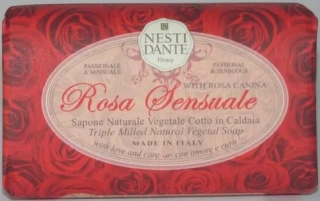 NESTI
DANTE
Firenze
PASSIONALE
& SENSUALE
PASSIONAL
& SENSUOUS
WITH ROSA CANINA
Rosa Sensuale
Sapone Naturale Vegetale Cotto in Caldaia
Triple Milled Natural Vegetal Soap
MADE IN ITALY
with love and care con amore e cura